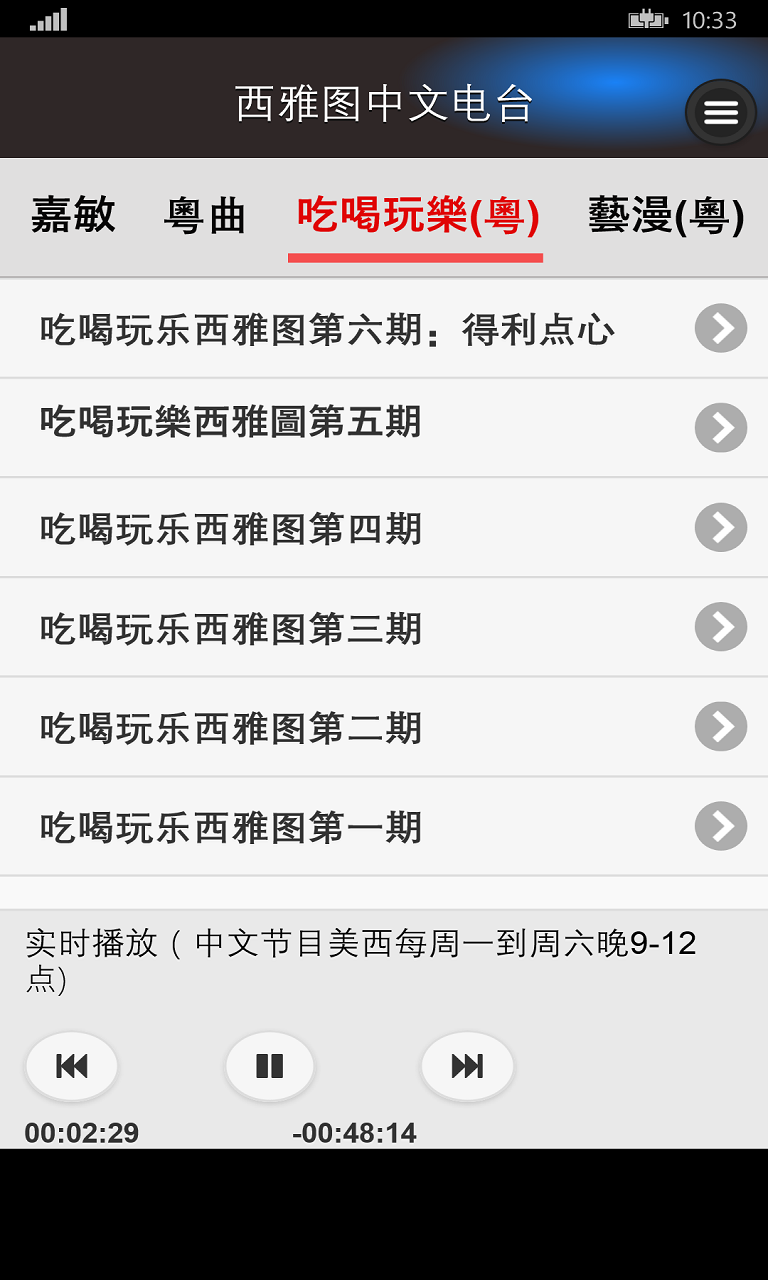 10:33
西雅图中文电台
嘉敏 粤曲 吃喝玩樂(粵) 藝漫(粵)
吃喝玩乐西雅图第六期：得利点心
吃喝玩樂西雅圖第五期
吃喝玩乐西雅图第四期
吃喝玩乐西雅图第三期
吃喝玩乐西雅图第二期
吃喝玩乐西雅图第一期
实时播放（中文节目美西每周一到周六晚9-12
点)
00:02:29 -00:48:14